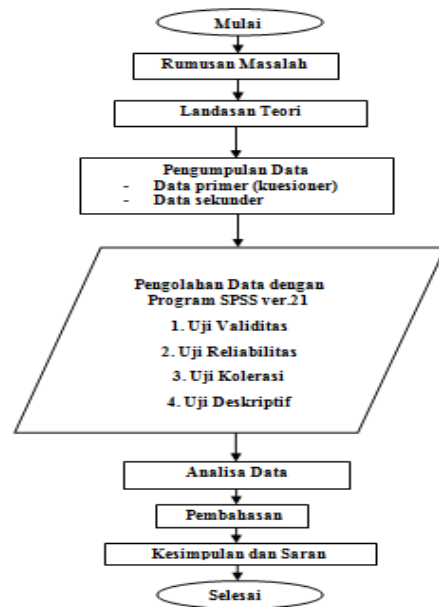 Mulai
Rumusan Masalah
Landasan Teori
Pengumpulan Data
- Data primer (kuesioner)
- Data sekunder
Pengolahan Data dengan
Program SPSS ver.21
1. Uji Validitas
2. Uji Reliabilitas
3. Uji Kolerasi
4. Uji Deskriptif
Analisa Data
Pembahasan
Kesimpulan dan Saran
Selesai